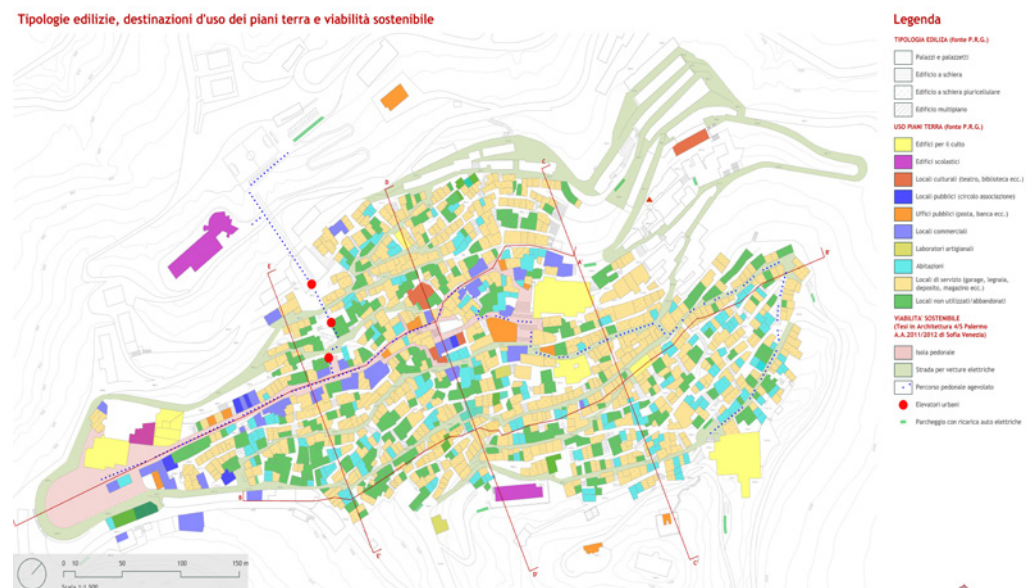 Tipologie edilizie, destinazioni d'uso dei piani terra e viabilità sostenibile
Legenda
TIPOLOGIA EDILIZA (fonte P.R.G.)
Palazzi e palazzetti
Edificio a schiera
Edificio a schiera pluricellulare
Edificio multipiano
USO PIANI TERRA (fonte P.R.G.)
Edifici per il culto
Edifici scolastici
Locali culturali (teatro, biblioteca ecc.)
Locali pubblici (circolo associazione)
Uffici pubblici (posta, banca ecc.)
Locali commerciali
Laboratori artigianali
Abitazioni
Locali di servizio (garage, legnaia,
deposito, magazino ecc.)
Locali non utilizzati/abbandonati
VIABILITA' SOSTENIBILE
(Tesi in Architettura 4/S Palermo
A.A.2011/2012 di Sofia Venezia)
Isola pedonale
Strada per vetture elettriche
Percorso pedonale agevolato
Elevatori urbani
Parcheggio con ricarica auto elettriche
C
D
B'
A'
E
B
E'
D'
C'
0 10 50 100 150 m